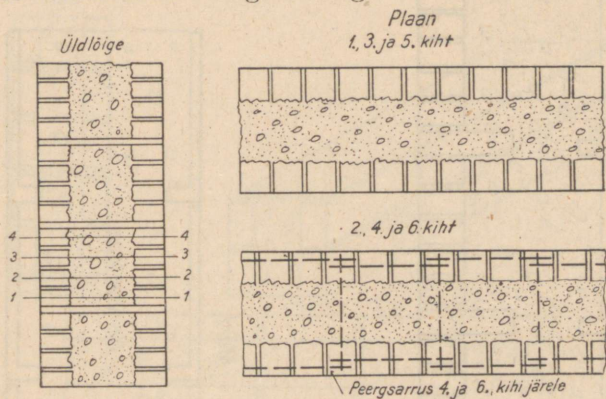 Üldlõige
Plaan
1., 3. ja 5. kiht
4 4
3 3
2 2
1 1
2., 4. ja 6. kiht
Peergsarrus 4. ja 6., kihi järele